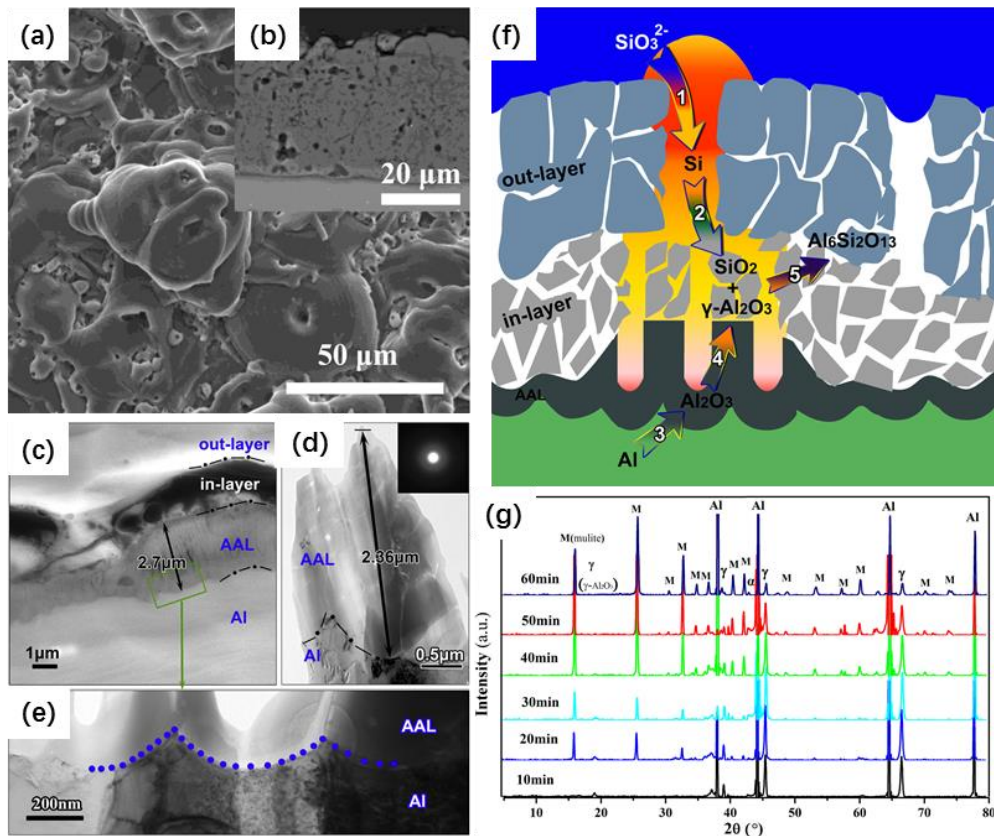 (a)
(b)
20 μm
50 μm
(c)
out-layer
in-layer
2.7μm
AAL
Al
1μm
(d)
AAL
2.36μm
Al
0.5μm
(e)
AAL
Al
200nm
(f)
SiO₃²⁻
1
Si
out-layer
2
Al₆Si₂O₁₃
SiO₂
+
γ-Al₂O₃
5
in-layer
4
AAL
Al₂O₃
3
Al
(g)
Al Al Al Al
M(mulite) M
γ
(γ-Al₂O₃)
M M M M γ M M α γ M M M M γ M M
60min
50min
40min
30min
20min
10min
Intensity (a.u.)
10 20 30 40 50 60 70 80
2θ (°)